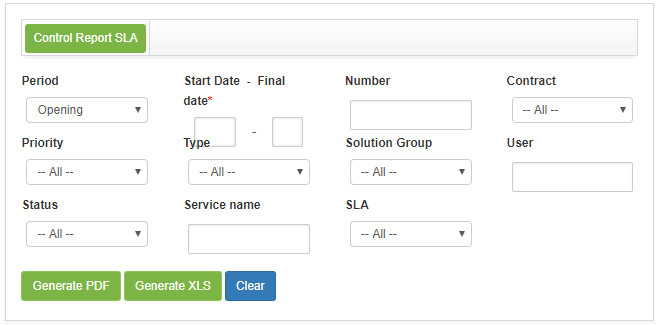 Control Report SLA
Period
Start Date - Final
date*
Number
Contract
Opening
-
-- All --
Priority
Type
Solution Group
User
-- All --
-- All --
-- All --
Status
Service name
SLA
-- All --
-- All --
Generate PDF
Generate XLS
Clear